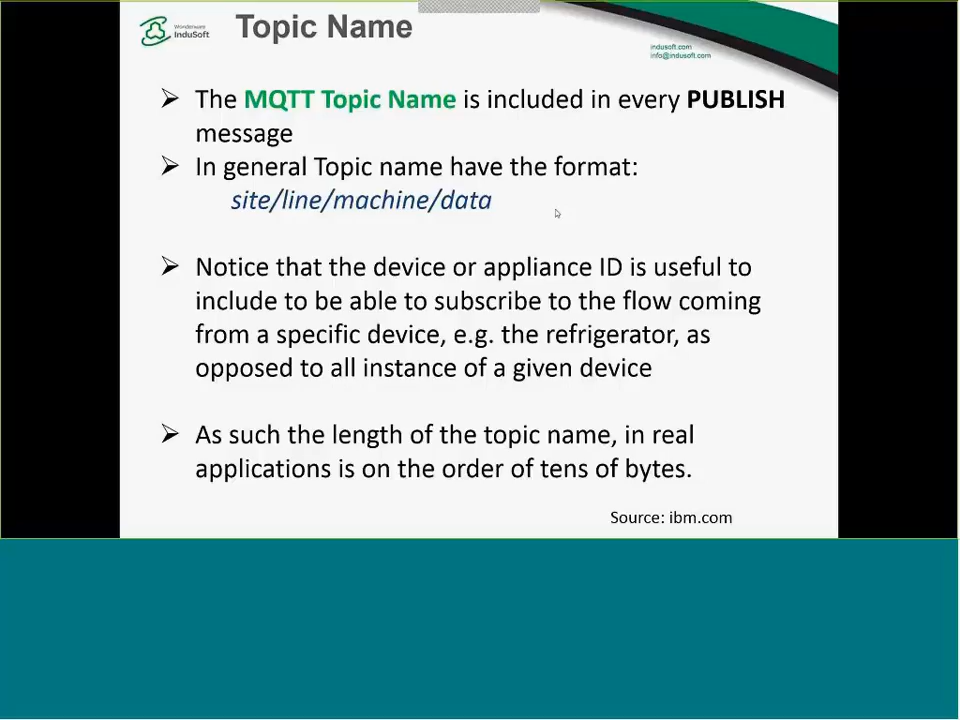 Wonderware
InduSoft
Topic Name
indusoft.com
info@indusoft.com
The MQTT Topic Name is included in every PUBLISH
message
In general Topic name have the format:
site/line/machine/data
Notice that the device or appliance ID is useful to
include to be able to subscribe to the flow coming
from a specific device, e.g. the refrigerator, as
opposed to all instance of a given device
As such the length of the topic name, in real
applications is on the order of tens of bytes.
Source: ibm.com